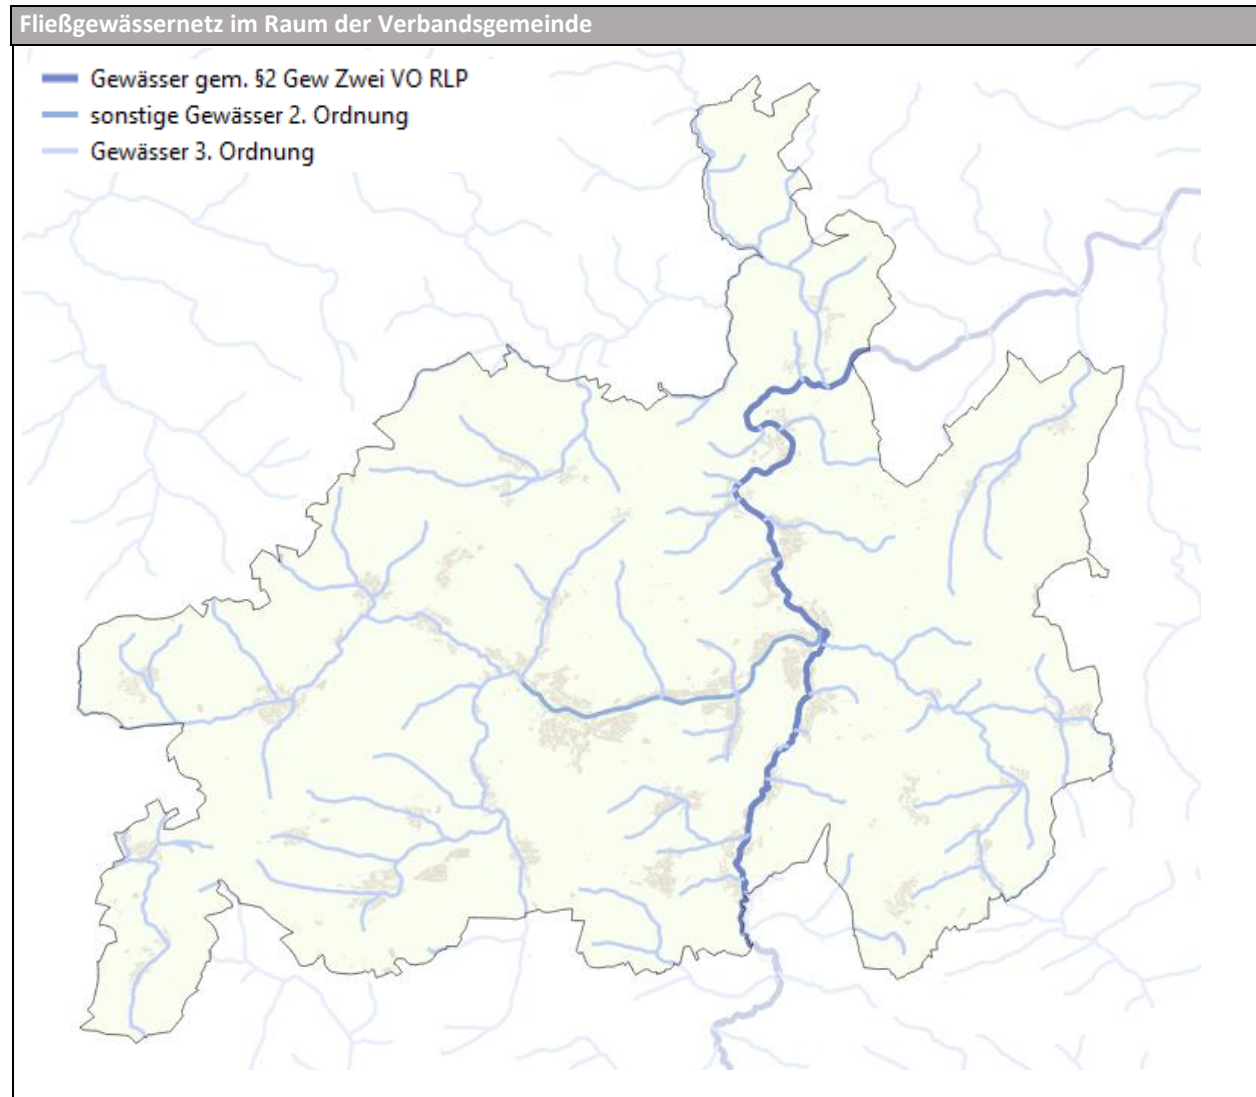 Fließgewässernetz im Raum der Verbandsgemeinde
Gewässer gem. §2 Gew Zwei VO RLP
sonstige Gewässer 2. Ordnung
Gewässer 3. Ordnung